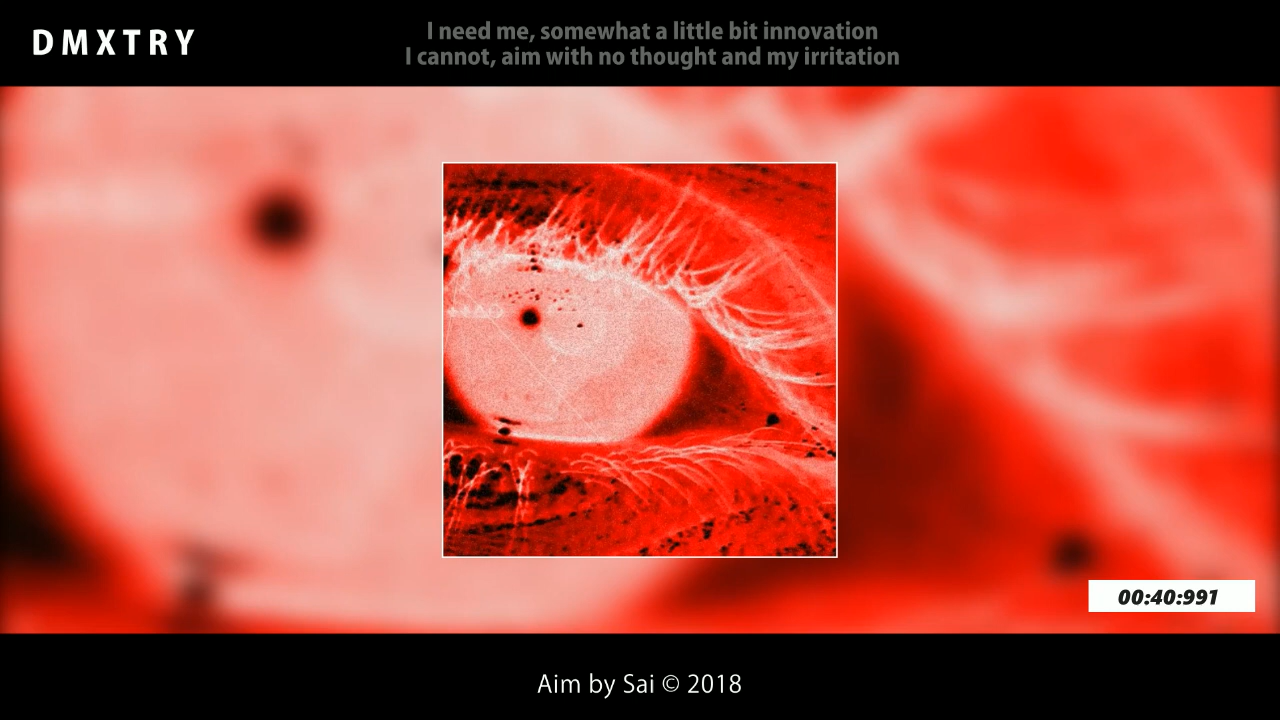 DMXTRY
I need me, somewhat a little bit innovation
I cannot, aim with no thought and my irritation
00:40:991
Aim by Sai © 2018